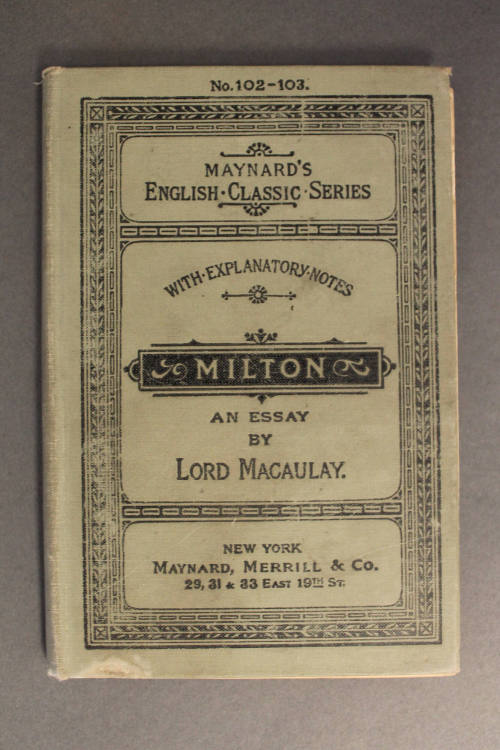 No. 102-103.
MAYNARD'S
ENGLISH·CLASSIC·SERIES
WITH·EXPLANATORY·NOTES
MILTON
AN ESSAY
BY
LORD MACAULAY.
NEW YORK
MAYNARD, MERRILL & CO.
29, 31 & 33 EAST 19TH ST.